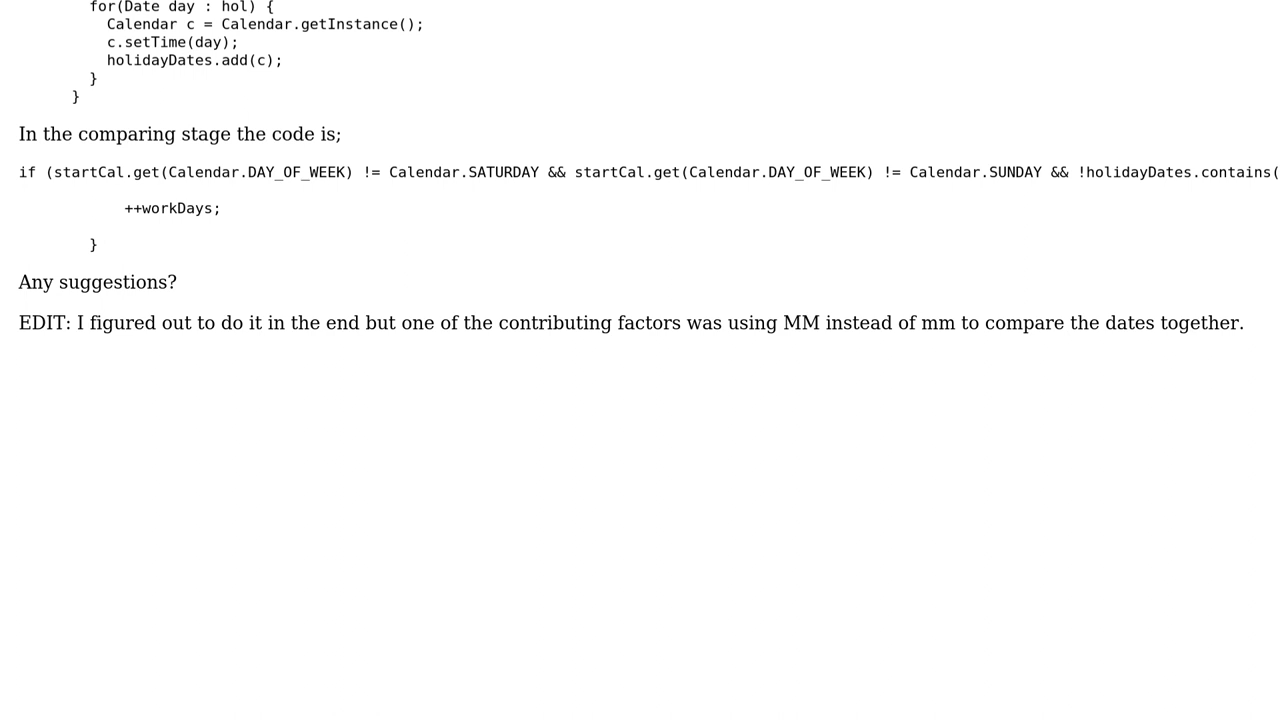 for(Date day : hol) {
Calendar c = Calendar.getInstance();
c.setTime(day);
holidayDates.add(c);
}
}
In the comparing stage the code is;
if (startCal.get(Calendar.DAY_OF_WEEK) != Calendar.SATURDAY && startCal.get(Calendar.DAY_OF_WEEK) != Calendar.SUNDAY && !holidayDates.contains(
++workDays;
}
Any suggestions?
EDIT: I figured out to do it in the end but one of the contributing factors was using MM instead of mm to compare the dates together.